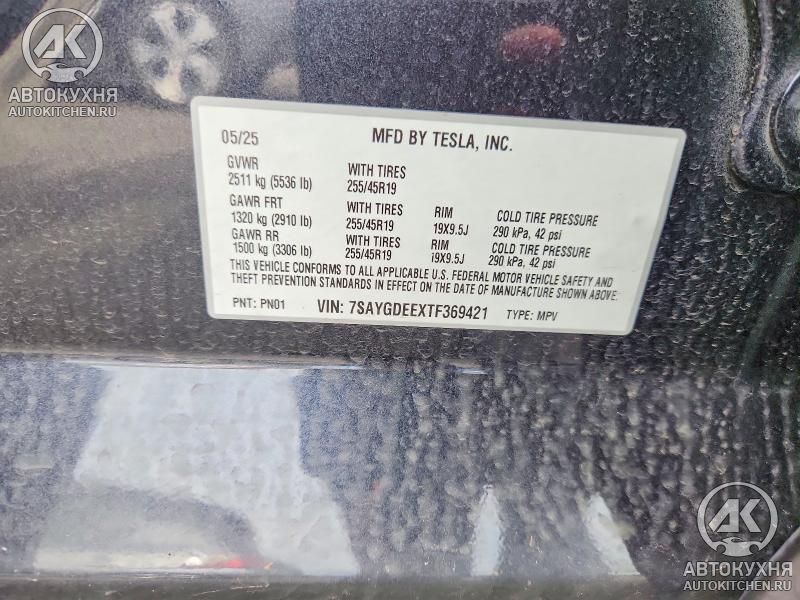 AK
АВТОКУХНЯ
AUTOKITCHEN.RU
05/25 MFD BY TESLA, INC.
GVWR
2511 kg (5536 lb)
WITH TIRES
255/45R19
GAWR FRT
1320 kg (2910 lb)
WITH TIRES
255/45R19
RIM
19X9.5J
COLD TIRE PRESSURE
290 kPa, 42 psi
GAWR RR
1500 kg (3306 lb)
WITH TIRES
255/45R19
RIM
19X9.5J
COLD TIRE PRESSURE
290 kPa, 42 psi
THIS VEHICLE CONFORMS TO ALL APPLICABLE U.S. FEDERAL MOTOR VEHICLE SAFETY AND
THEFT PREVENTION STANDARDS IN EFFECT ON THE DATE OF MANUFACTURE SHOWN ABOVE.
PNT: PN01 VIN: 7SAYGDEEXTF369421 TYPE: MPV
AK
АВТОКУХНЯ
AUTOKITCHEN.RU